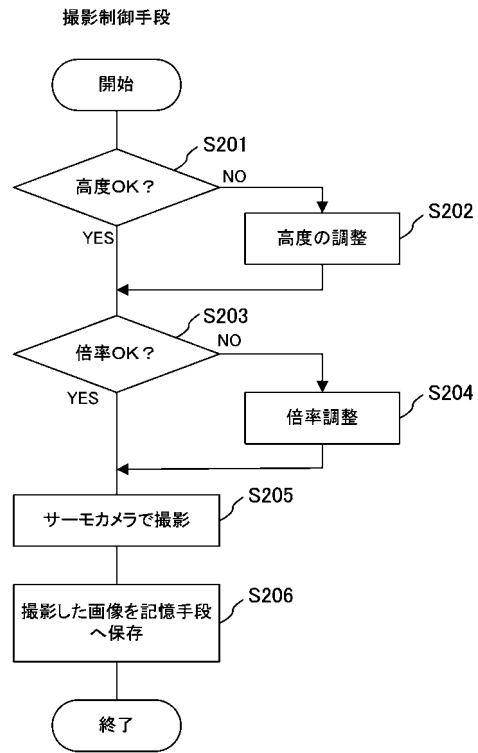 撮影制御手段
開始
S201
高度OK？
NO
YES
S202
高度の調整
S203
倍率OK？
NO
YES
S204
倍率調整
S205
サーモカメラで撮影
S206
撮影した画像を記憶手段
へ保存
終了